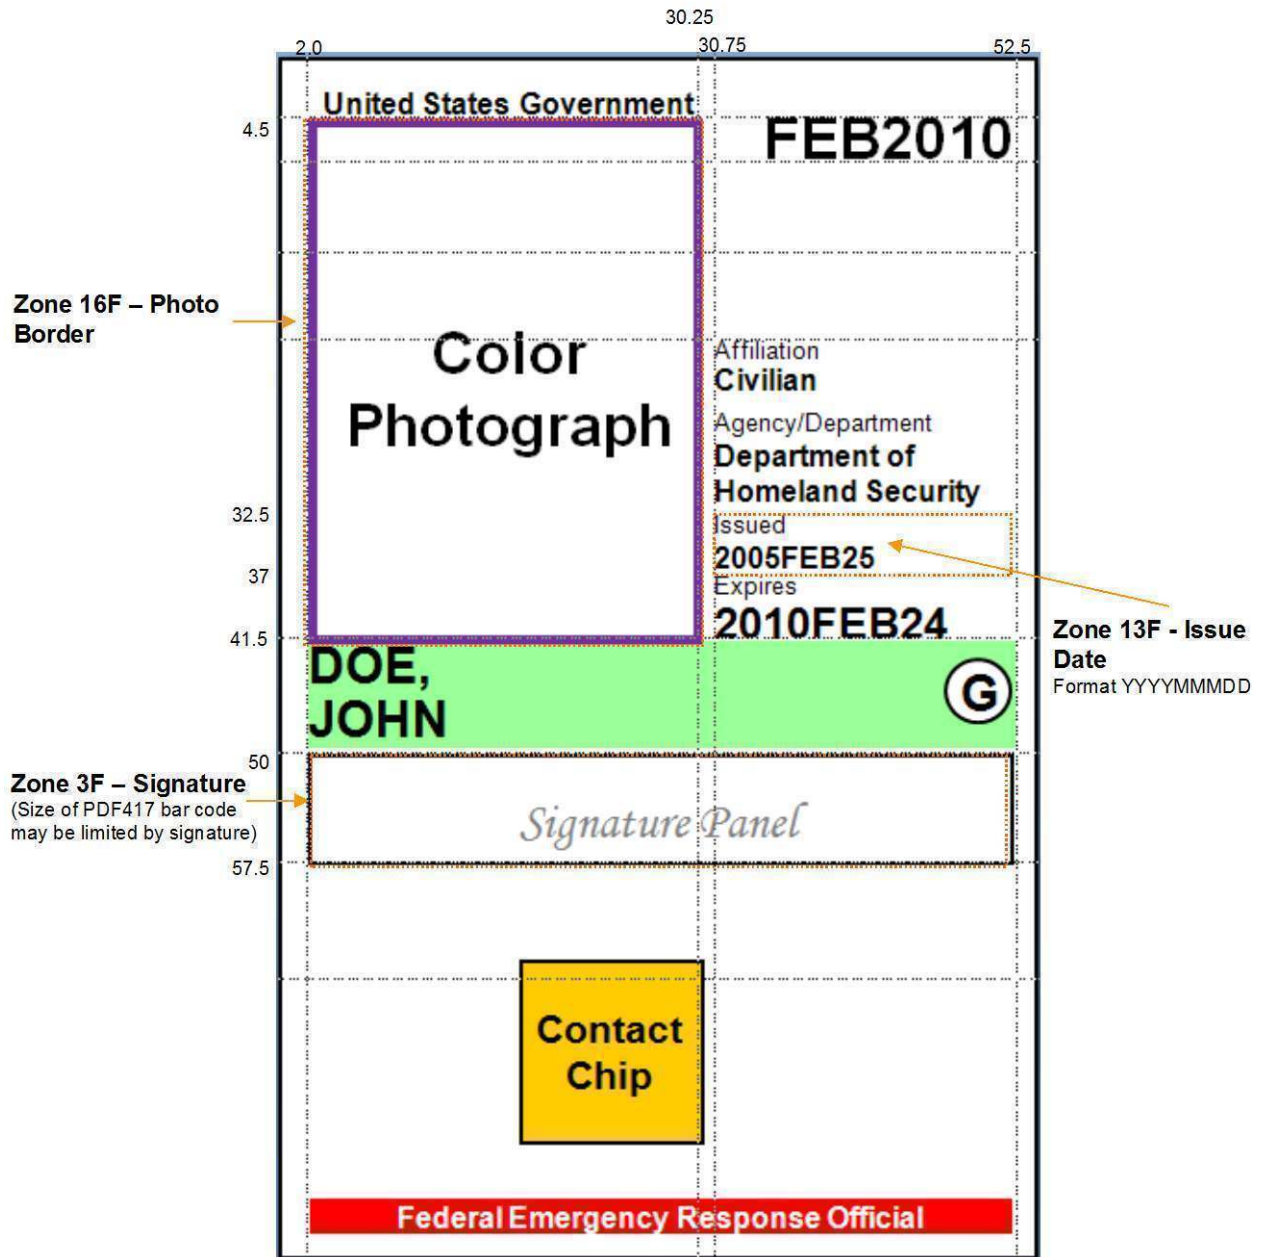 30.25
2.0
30.75
52.5
United States Government
4.5
FEB2010
Zone 16F – Photo
Border
Color
Photograph
Affiliation
Civilian
Agency/Department
Department of
Homeland Security
32.5
Issued
2005FEB25
37
Expires
2010FEB24
41.5
Zone 13F - Issue
Date
Format YYYYMMMDD
DOE,
JOHN
G
50
Zone 3F – Signature
(Size of PDF417 bar code
may be limited by signature)
Signature Panel
57.5
Contact
Chip
Federal Emergency Response Official